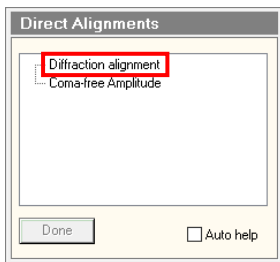 Direct Alignments
Diffraction alignment
Coma-free Amplitude
Done
Auto help